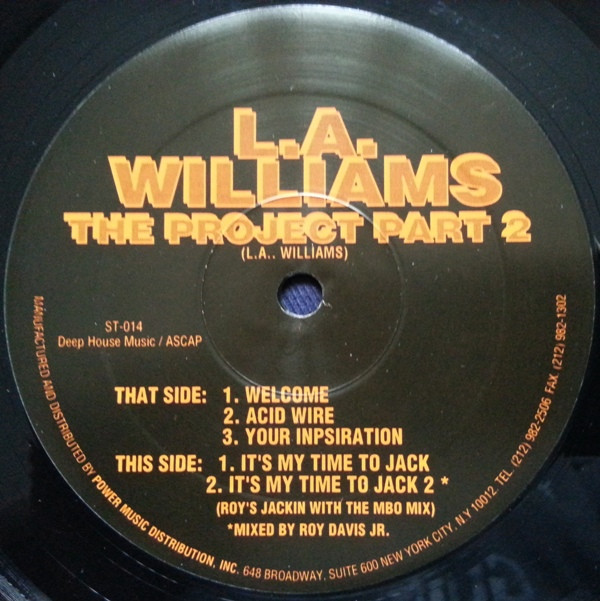 L.A.
WILLIAMS
THE PROJECT PART 2
(L.A.. WILLIAMS)
ST-014
Deep House Music / ASCAP
THAT SIDE: 1. WELCOME
2. ACID WIRE
3. YOUR INPSIRATION
THIS SIDE: 1. IT'S MY TIME TO JACK
2. IT'S MY TIME TO JACK 2 *
(ROY'S JACKIN WITH THE MBO MIX)
*MIXED BY ROY DAVIS JR.
MANUFACTURED AND DISTRIBUTED BY POWER MUSIC DISTRIBUTION, INC. 648 BROADWAY, SUITE 600 NEW YORK CITY, N.Y 10012. TEL. (212) 982-2506 FAX (212) 982-1302